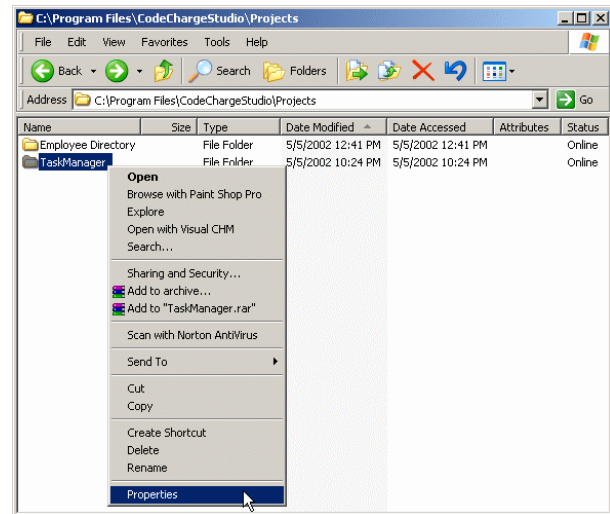 C:\Program Files\CodeChargeStudio\Projects
File Edit View Favorites Tools Help
Back Search Folders
Address C:\Program Files\CodeChargeStudio\Projects Go
Name Size Type Date Modified Date Accessed Attributes Status
Employee Directory File Folder 5/5/2002 12:41 PM 5/5/2002 12:41 PM Online
TaskManager File Folder 5/5/2002 10:24 PM 5/5/2002 10:24 PM Online
Open
Browse with Paint Shop Pro
Explore
Open with Visual CHM
Search...
Sharing and Security...
Add to archive...
Add to "TaskManager.rar"
Scan with Norton AntiVirus
Send To
Cut
Copy
Create Shortcut
Delete
Rename
Properties